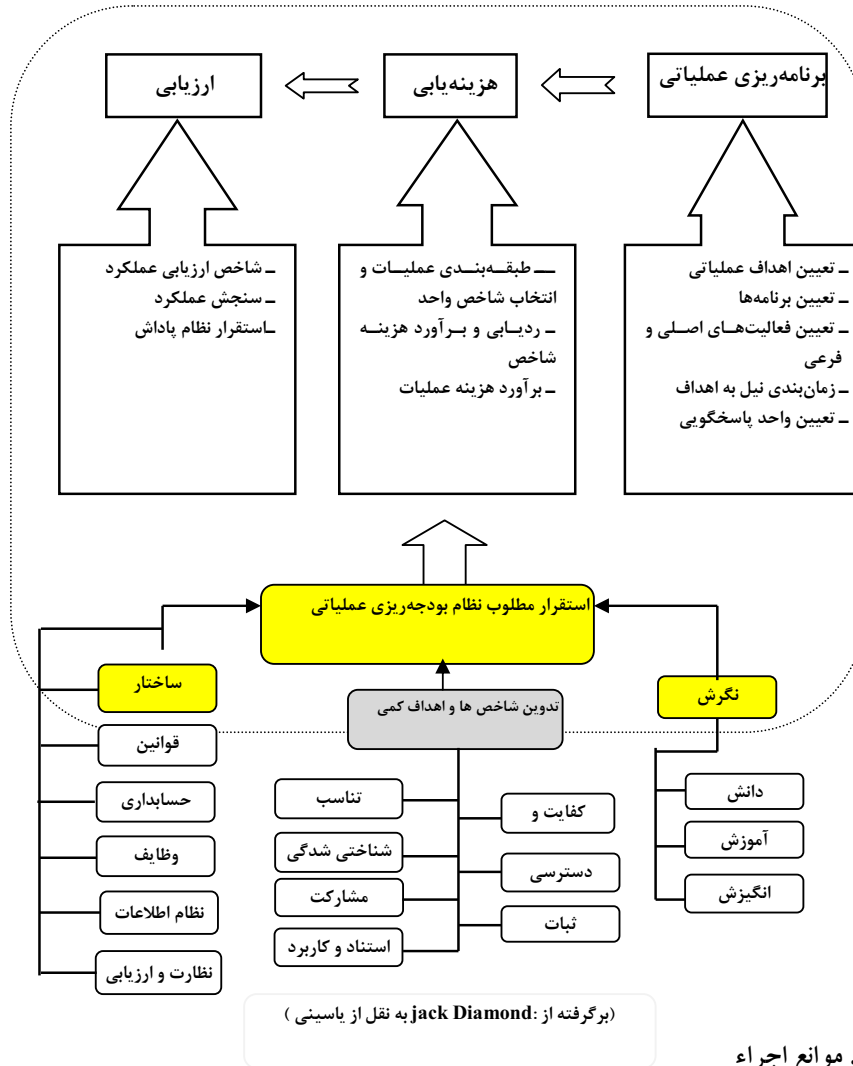 برنامه‌ریزی عملیاتی
هزینه‌یابی
ارزیابی
ـ تعیین اهداف عملیاتی
ـ تعیین برنامه‌ها
ـ تعیین فعالیت‌های اصلی و
فرعی
ـ زمان‌بندی نیل به اهداف
ـ تعیین واحد پاسخگویی
ـ طبقه‌بندی عملیات و
انتخاب شاخص واحد
ـ ردیابی و برآورد هزینه
شاخص
ـ برآورد هزینه عملیات
ـ شاخص ارزیابی عملکرد
ـ سنجش عملکرد
ـاستقرار نظام پاداش
استقرار مطلوب نظام بودجه‌ریزی عملیاتی
نگرش
دانش
آموزش
انگیزش
تدوین شاخص ها و اهداف کمی
کفایت و
دسترسی
ثبات
تناسب
شناختی شدگی
مشارکت
استناد و کاربرد
ساختار
قوانین
حسابداری
وظایف
نظام اطلاعات
نظارت و ارزیابی
(برگرفته از :jack Diamond به نقل از یاسینی )
. موانع اجراء